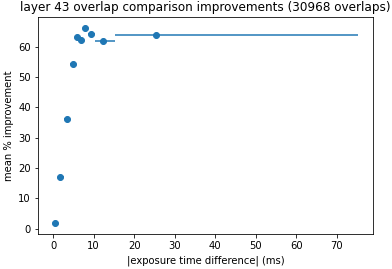 layer 43 overlap comparison improvements (30968 overlaps)
mean % improvement
60
50
40
30
20
10
0
0 10 20 30 40 50 60 70
|exposure time difference| (ms)